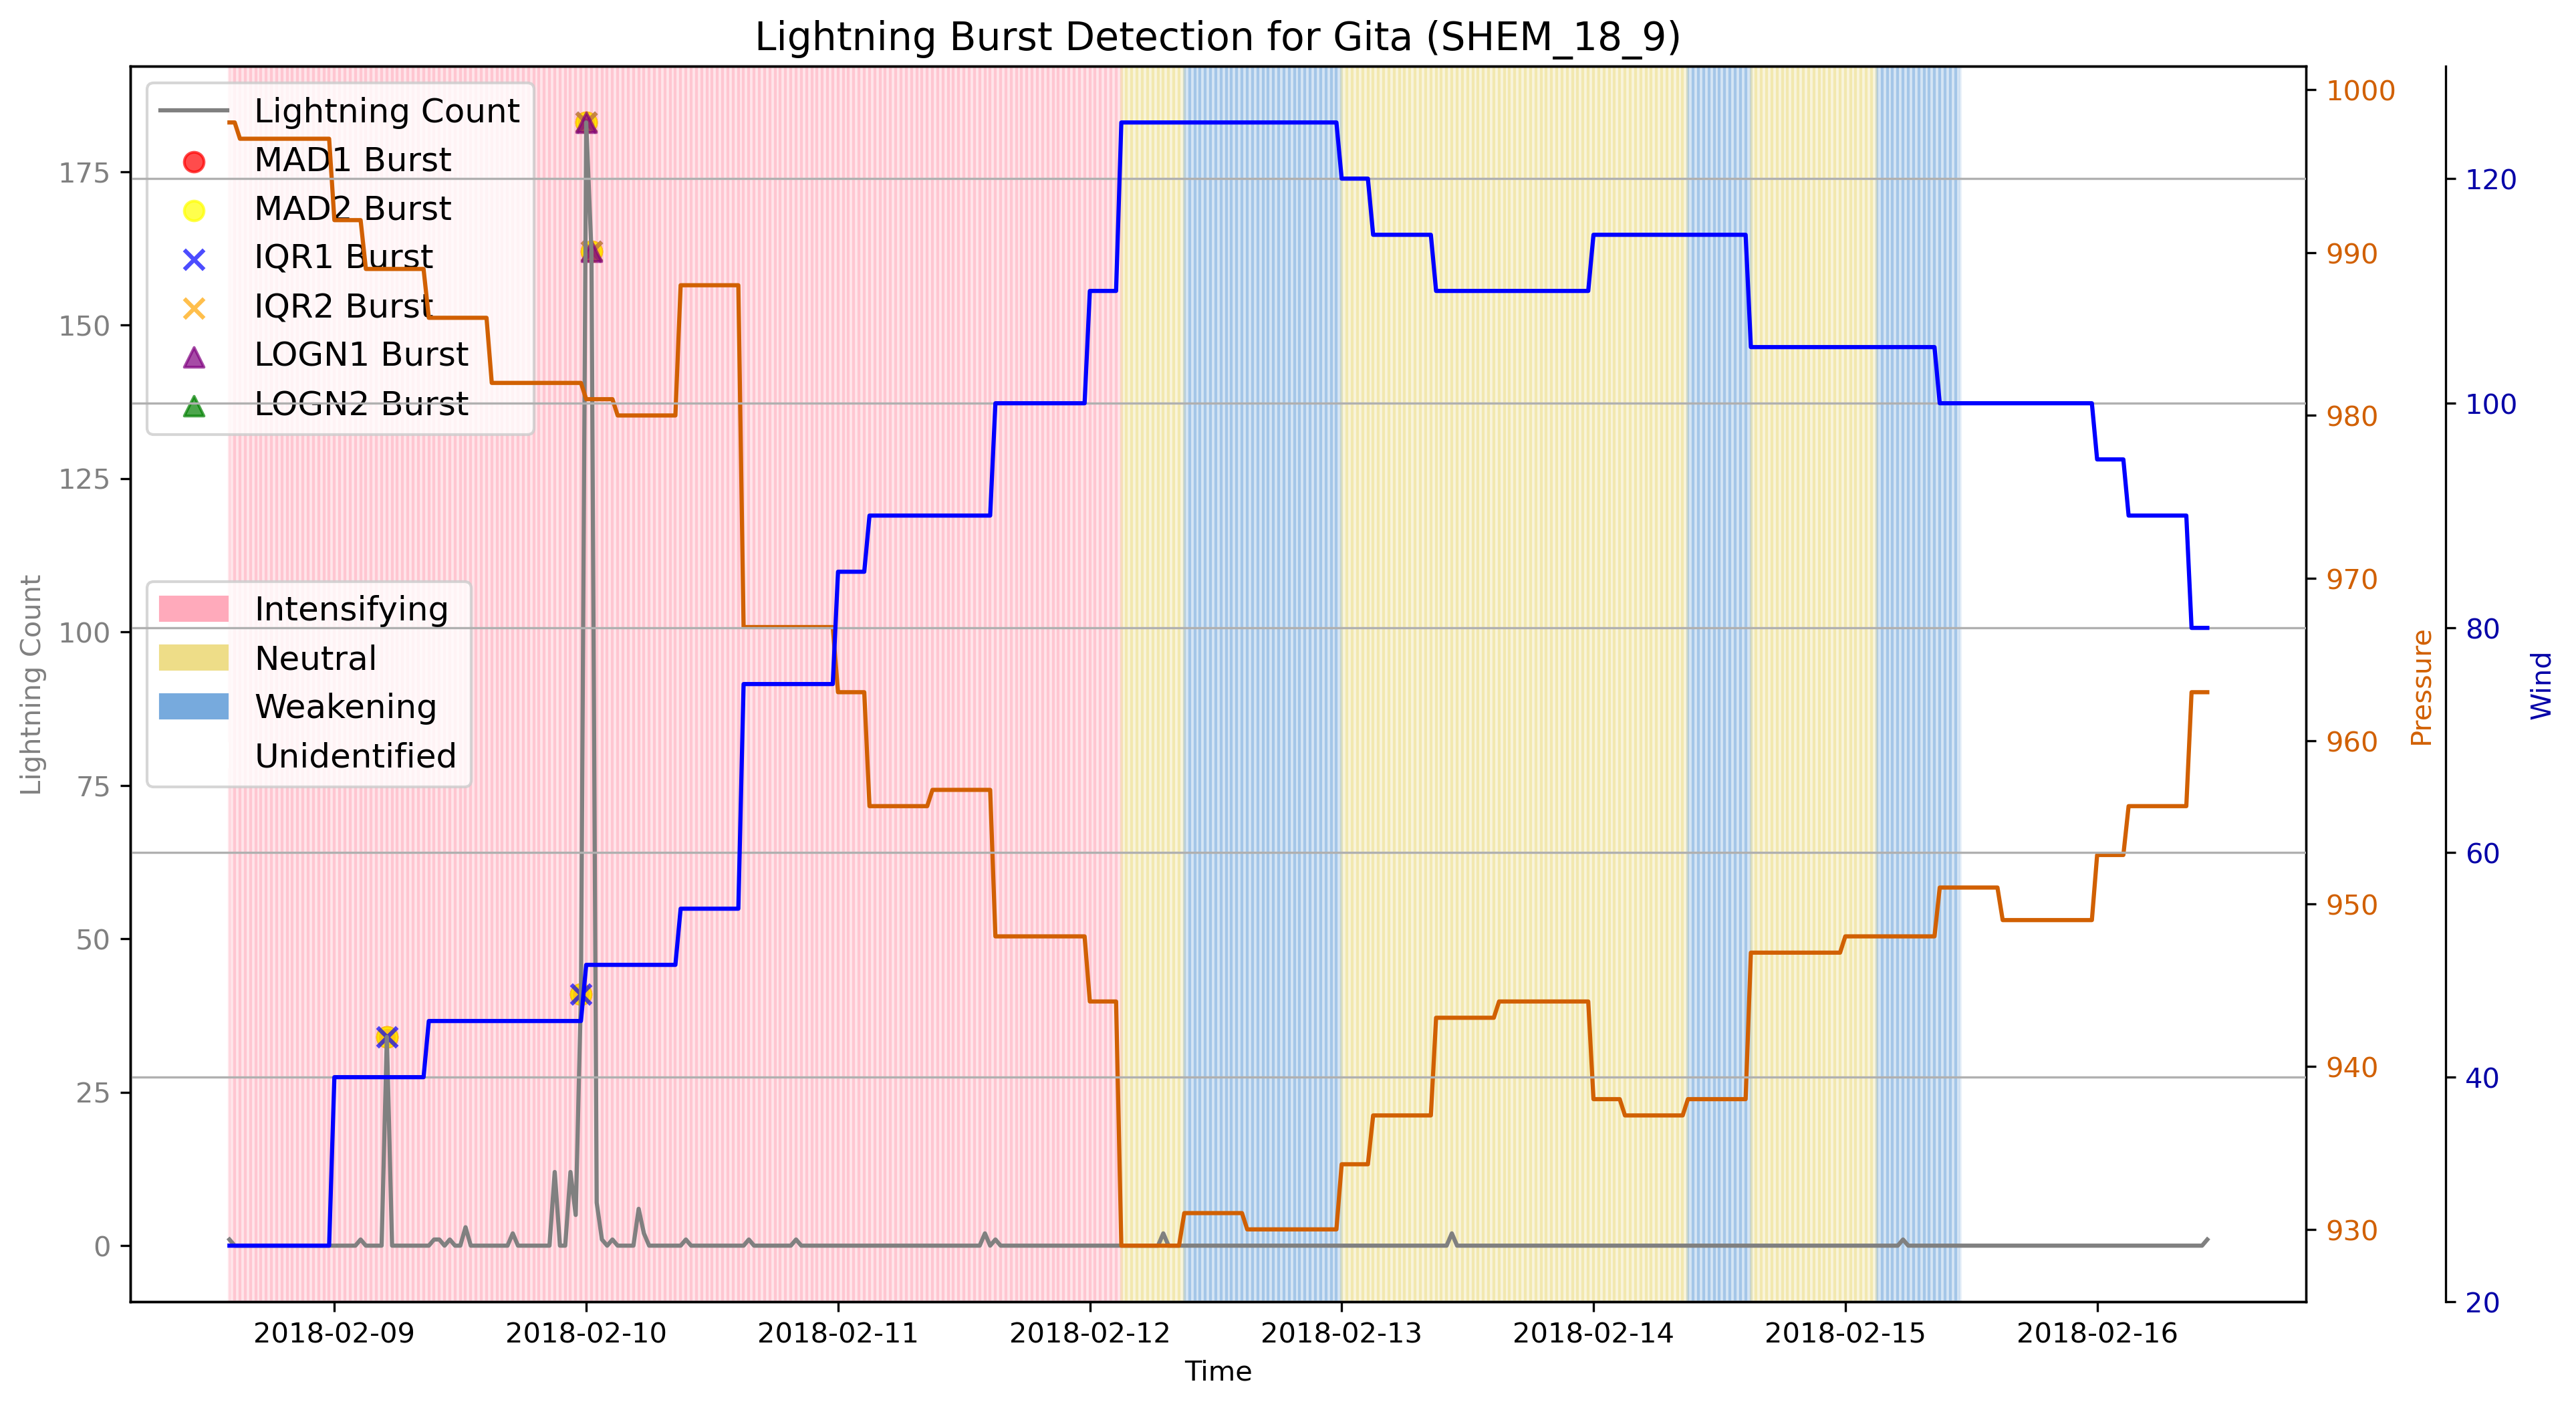 Lightning Burst Detection for Gita (SHEM_18_9)
Lightning Count
MAD1 Burst
MAD2 Burst
IQR1 Burst
IQR2 Burst
LOGN1 Burst
LOGN2 Burst
Intensifying
Neutral
Weakening
Unidentified
Lightning Count
175
150
125
100
75
50
25
0
1000
990
980
970
960
950
940
930
Pressure
120
100
80
60
40
20
Wind
2018-02-09 2018-02-10 2018-02-11 2018-02-12 2018-02-13 2018-02-14 2018-02-15 2018-02-16
Time